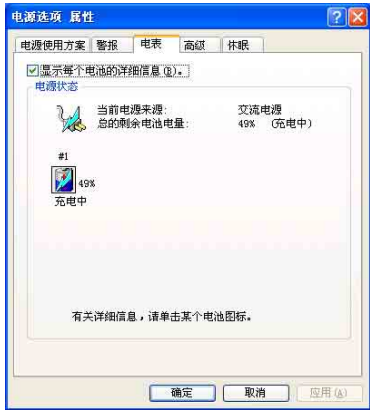 电源选项 属性
电源使用方案 警报 电表 高级 休眠
显示每个电池的详细信息(B)。
电源状态
当前电源来源: 交流电源
总的剩余电池电量: 49% (充电中)
#1
49%
充电中
有关详细信息，请单击某个电池图标。
确定 取消 应用(A)